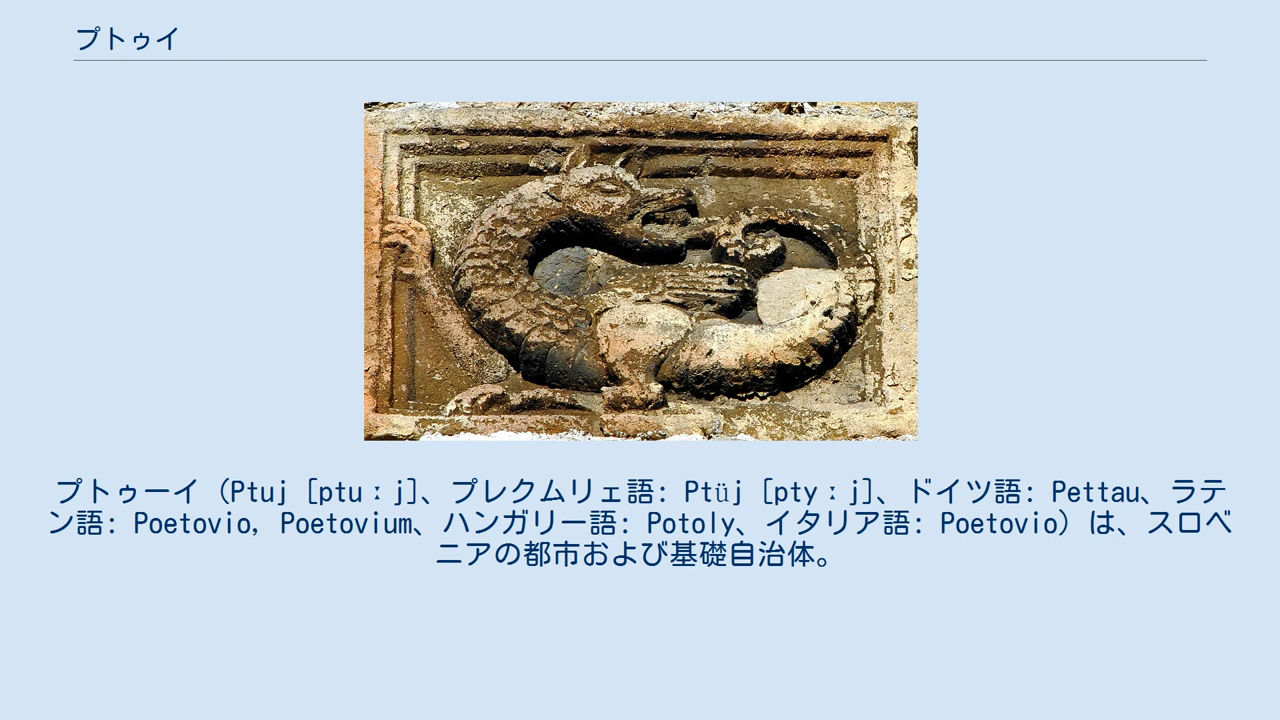 プトゥイ
プトゥーイ（Ptuj [ptuːj]、プレクムリェ語: Ptüj [ptyːj]、ドイツ語: Pettau、ラテ
ン語: Poetovio, Poetovium、ハンガリー語: Potoly、イタリア語: Poetovio）は、スロベ
ニアの都市および基礎自治体。